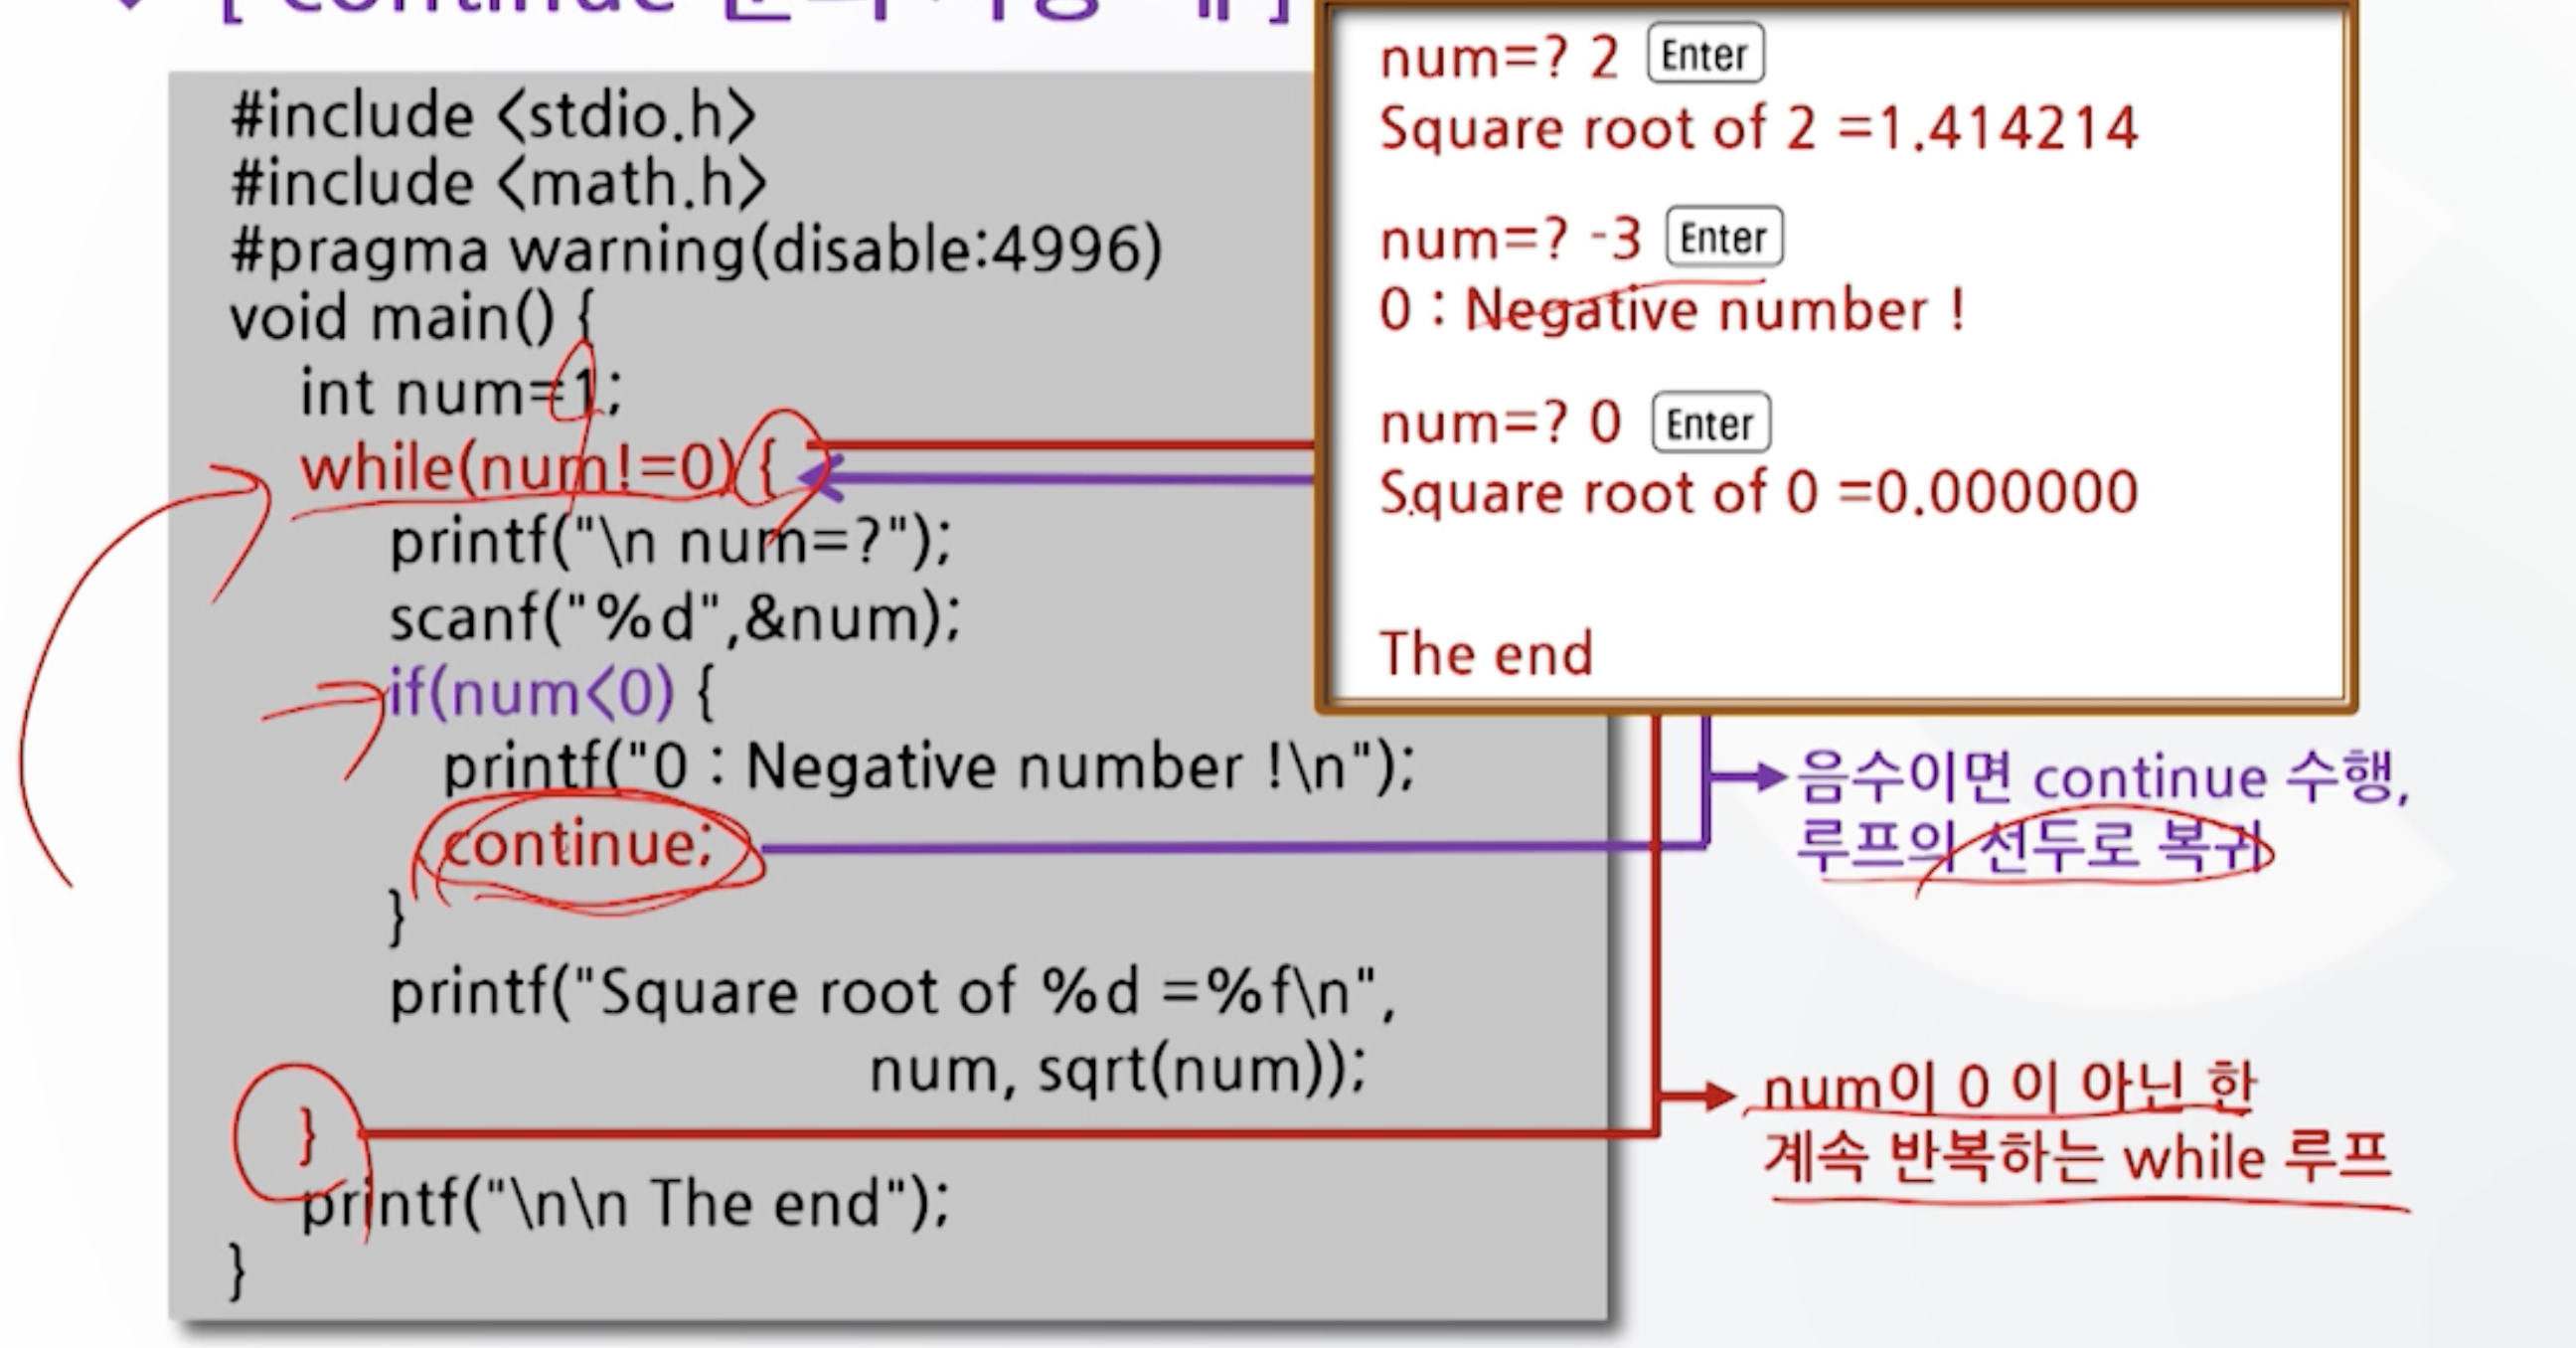 [ continue
#include <stdio.h>
#include <math.h>
#pragma warning(disable:4996)
void main() {
int num=1;
while(num!=0) {
printf("\n num=?");
scanf("%d",&num);
if(num<0) {
printf("0 : Negative number !\n");
continue;
}
printf("Square root of %d =%f\n",
num, sqrt(num));
}
printf("\n\n The end");
}
num=? 2 Enter
Square root of 2 =1.414214
num=? -3 Enter
0 : Negative number !
num=? 0 Enter
Square root of 0 =0.000000
The end
음수이면 continue 수행,
루프의 선두로 복귀
num이 0 이 아닌 한
계속 반복하는 while 루프